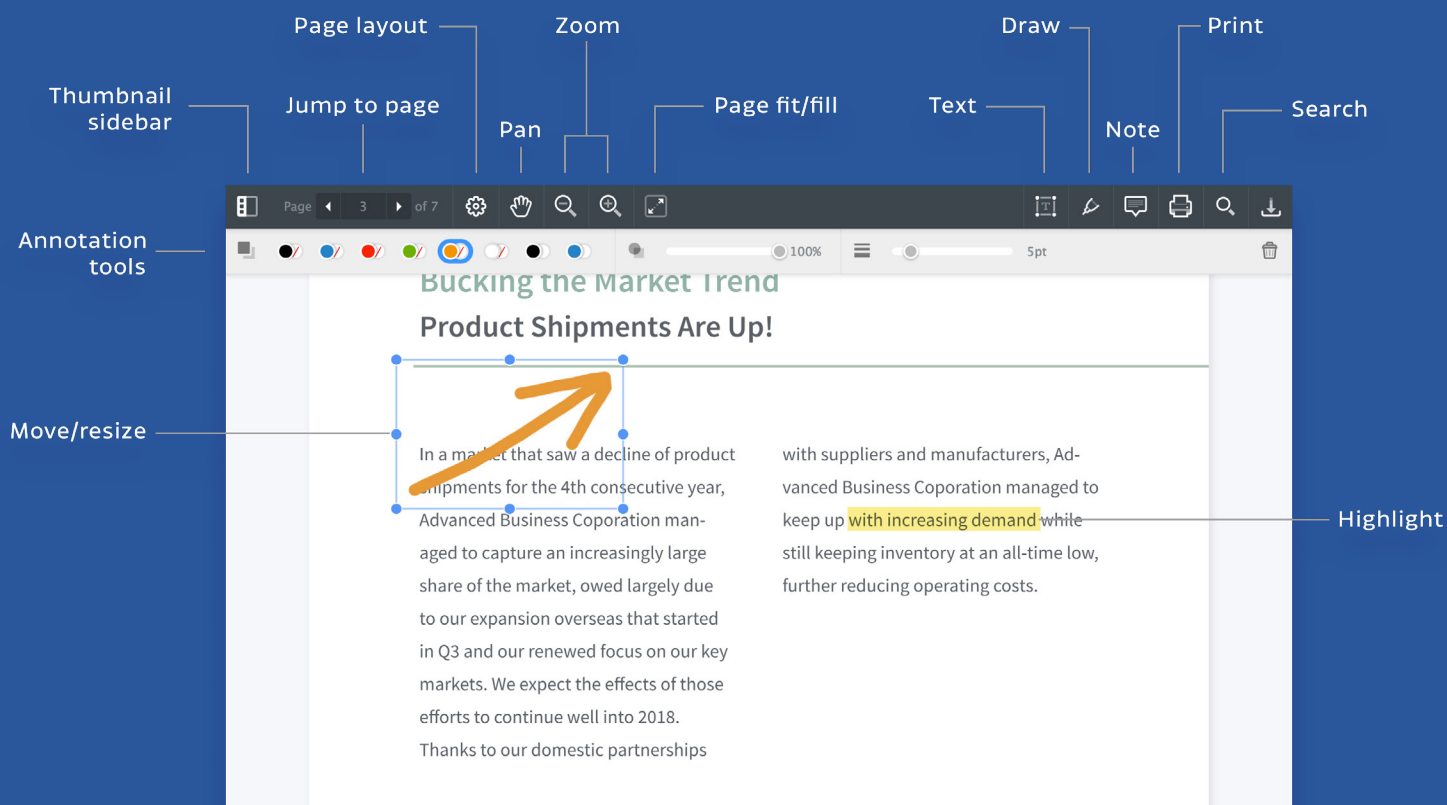 Page layout
Zoom
Draw
Print
Thumbnail
sidebar
Jump to page
Pan
Page fit/fill
Text
Note
Search
Page 3 of 7
Annotation
tools
100%
5pt
Bucking the Market Trend
Product Shipments Are Up!
Move/resize
In a market that saw a decline of product
shipments for the 4th consecutive year,
Advanced Business Coporation man-
aged to capture an increasingly large
share of the market, owed largely due
to our expansion overseas that started
in Q3 and our renewed focus on our key
markets. We expect the effects of those
efforts to continue well into 2018.
Thanks to our domestic partnerships
with suppliers and manufacturers, Ad-
vanced Business Coporation managed to
keep up with increasing demand while
still keeping inventory at an all-time low,
further reducing operating costs.
Highlight